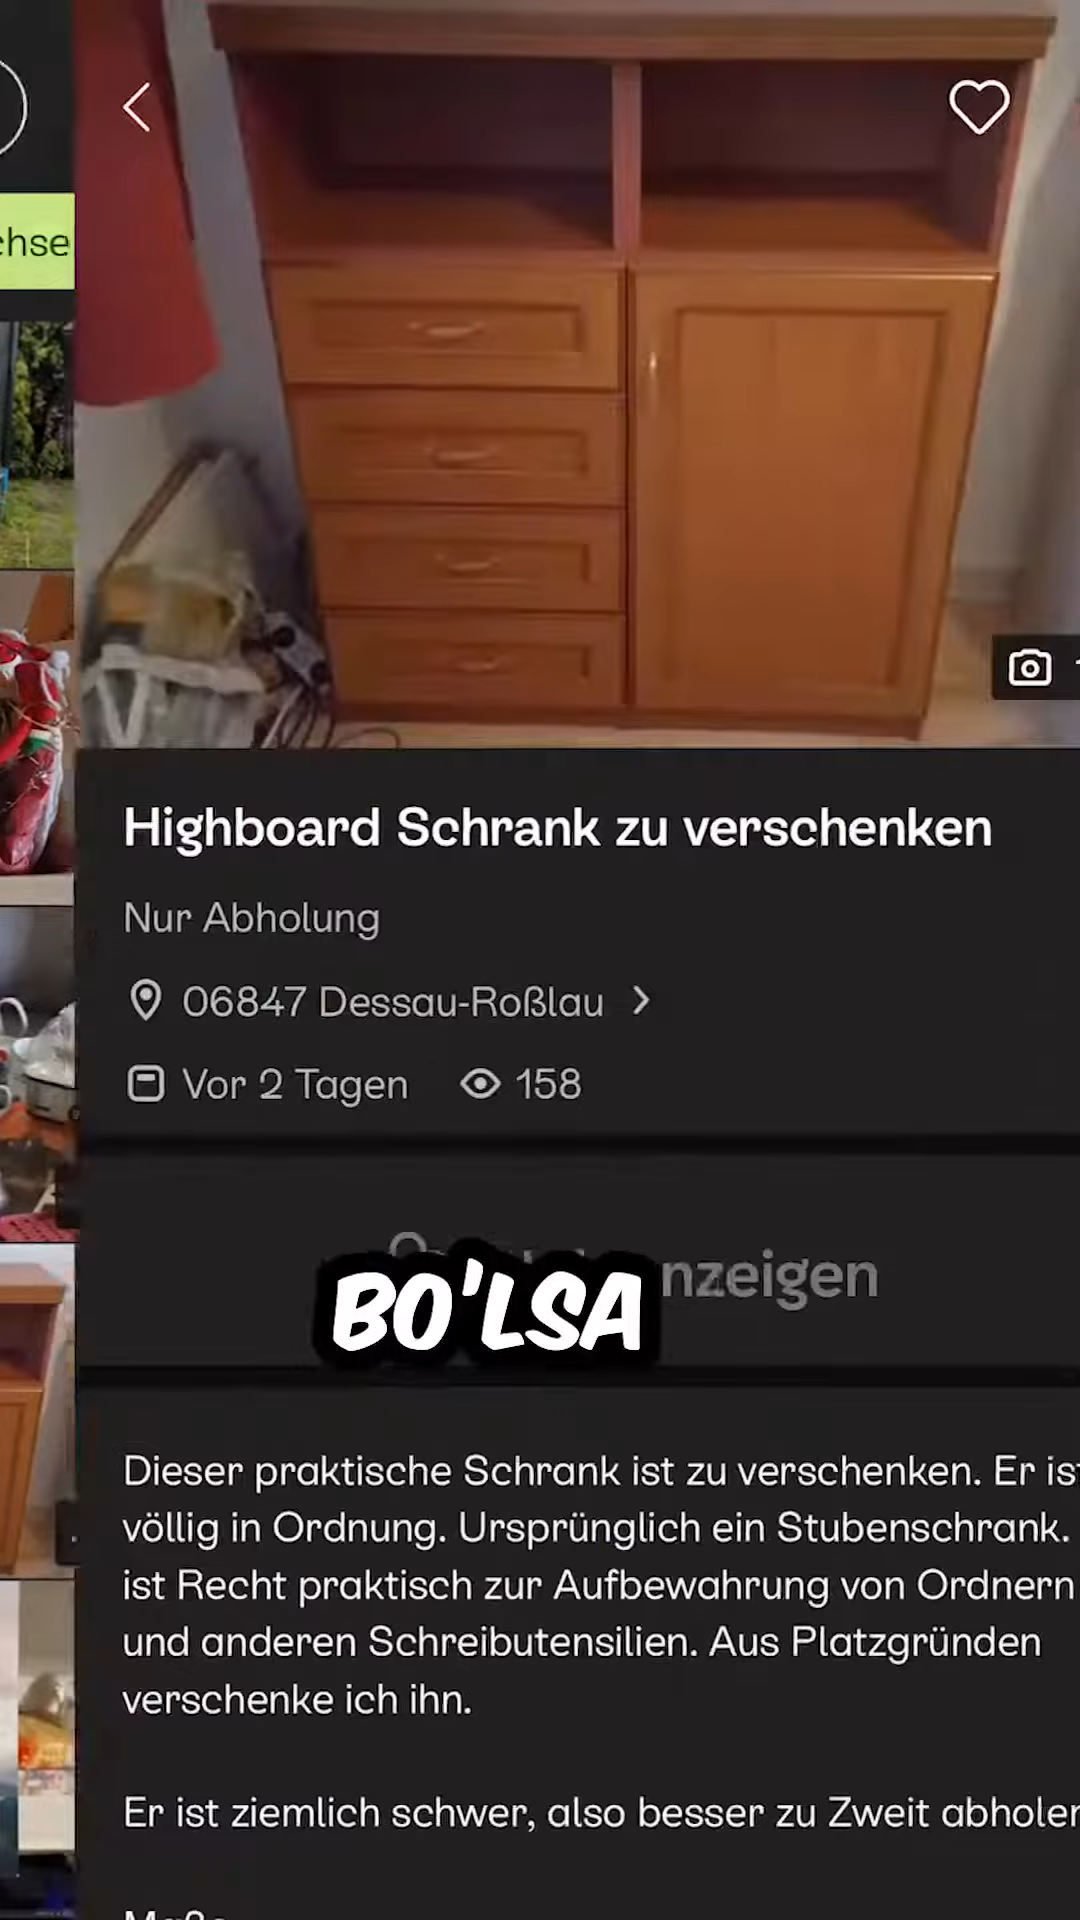 chse
Highboard Schrank zu verschenken
Nur Abholung
06847 Dessau-Roßlau
Vor 2 Tagen 158
nzeigen
BO'LSA
Dieser praktische Schrank ist zu verschenken. Er ist
völlig in Ordnung. Ursprünglich ein Stubenschrank.
ist Recht praktisch zur Aufbewahrung von Ordnern
und anderen Schreibutensilien. Aus Platzgründen
verschenke ich ihn.
Er ist ziemlich schwer, also besser zu Zweit abholen